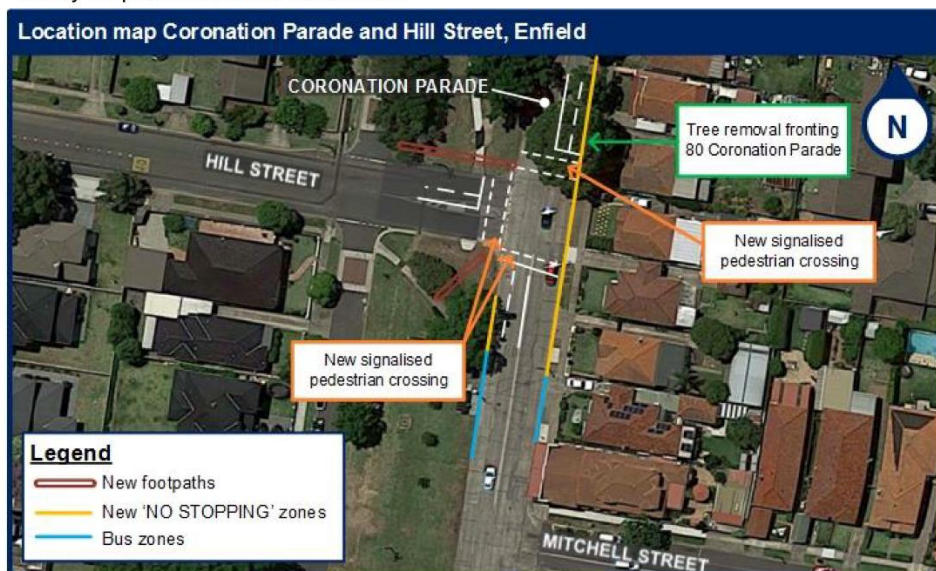 Location map Coronation Parade and Hill Street, Enfield
CORONATION PARADE
Tree removal fronting
80 Coronation Parade
N
HILL STREET
New signalised
pedestrian crossing
New signalised
pedestrian crossing
Legend
New footpaths
New ‘NO STOPPING’ zones
Bus zones
MITCHELL STREET